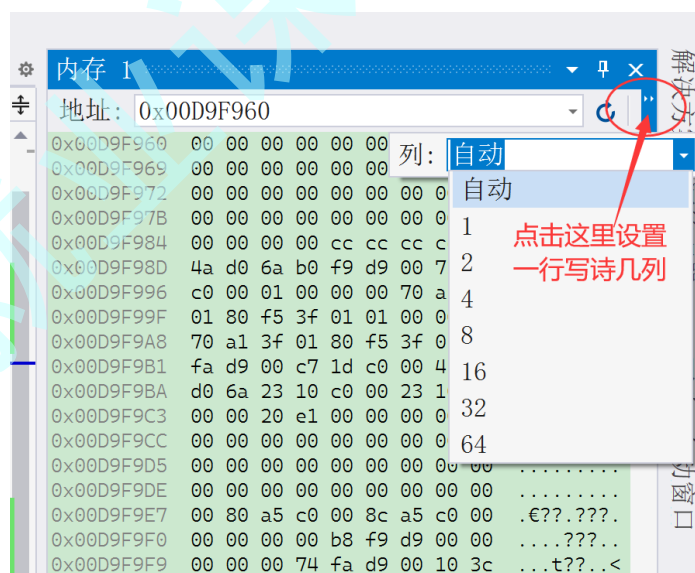 内存 1
地址: 0x00D9F960
列: 自动
自动
1
2
4
8
16
32
64
点击这里设置
一行写诗几列
0x00D9F960 00 00 00 00 00 00
0x00D9F969 00 00 00 00 00 00
0x00D9F972 00 00 00 00 00 00 0
0x00D9F97B 00 00 00 00 00 00 0
0x00D9F984 00 00 00 00 cc cc cc c
0x00D9F98D 4a d0 6a b0 f9 d9 00 7
0x00D9F996 c0 00 01 00 00 00 70 a
0x00D9F99F 01 80 f5 3f 01 01 00 0
0x00D9F9A8 70 a1 3f 01 80 f5 3f 0
0x00D9F9B1 fa d9 00 c7 1d c0 00 4
0x00D9F9BA d0 6a 23 10 c0 00 23 1
0x00D9F9C3 00 00 20 e1 00 00 00 0
0x00D9F9CC 00 00 00 00 00 00 00 0
0x00D9F9D5 00 00 00 00 00 00 00 00 00 .........
0x00D9F9DE 00 00 00 00 00 00 00 00 00 .........
0x00D9F9E7 00 80 a5 c0 00 8c a5 c0 00 .€??.???.
0x00D9F9F0 00 00 00 00 b8 f9 d9 00 00 ....???..
0x00D9F9F9 00 00 00 74 fa d9 00 10 3c ...t??..<
解决方
动窗口